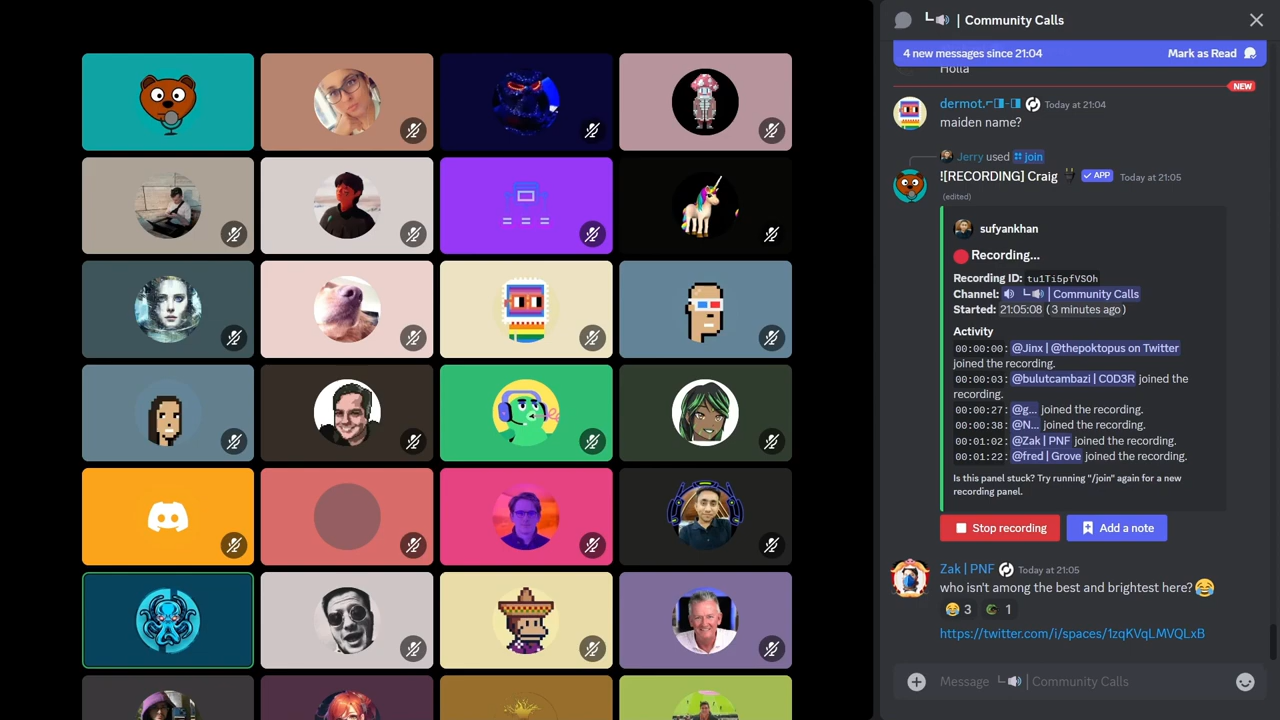 ┗🔊 | Community Calls
4 new messages since 21:04
Mark as Read
Holla
NEW
dermot.⌐◨-◨ Today at 21:04
maiden name?
Jerry used join
![RECORDING] Craig 🔌 ✓ APP Today at 21:05
(edited)
sufyankhan
🔴 Recording...
Recording ID: tu1Ti5pfVSOh
Channel: 🔊 ┗🔊 | Community Calls
Started: 21:05:08 (3 minutes ago)
Activity
00:00:00: @Jinx | @thepoktopus on Twitter
joined the recording.
00:00:03: @bulutcambazi | C0D3R joined the
recording.
00:00:27: @g... joined the recording.
00:00:38: @N... joined the recording.
00:01:02: @Zak | PNF joined the recording.
00:01:22: @fred | Grove joined the recording.
Is this panel stuck? Try running "/join" again for a new
recording panel.
Stop recording
Add a note
Zak | PNF Today at 21:05
who isn't among the best and brightest here? 😂
😂 3 1
https://twitter.com/i/spaces/1zqKVqLMVQLxB
Message ┗🔊 | Community Calls